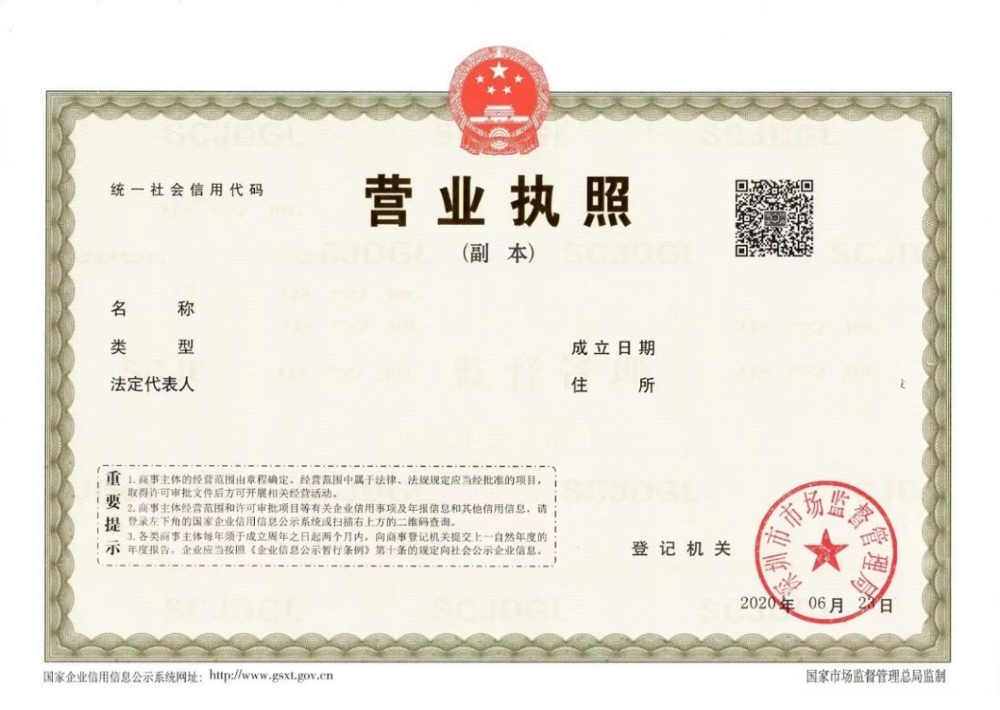 统一社会信用代码
营业执照
(副 本)
名 称
类 型
成立日期
法定代表人
住 所
重要提示
1.商事主体的经营范围由章程确定。经营范围中属于法律、法规规定应当经批准的项目，
取得许可审批文件后方可开展相关经营活动。
2.商事主体经营范围和许可审批项目等有关企业信用事项及年报信息和其他信用信息，请
登录左下角的国家企业信用信息公示系统或扫描右上方的二维码查询。
3.各类商事主体每年须于成立周年之日起两个月内，向商事登记机关提交上一自然年度的
年度报告。企业应当按照《企业信息公示暂行条例》第十条的规定向社会公示企业信息。
登记机关
深圳市市场监督管理局
2020年 06月 23日
国家企业信用信息公示系统网址：http://www.gsxt.gov.cn
国家市场监督管理总局监制
SCJDGL
SCJDGL
SCJDGL
SCJDGL
SCJDGL
监督管理
SCJDGL
SCJDGL
SCJDGL
SCJDGL